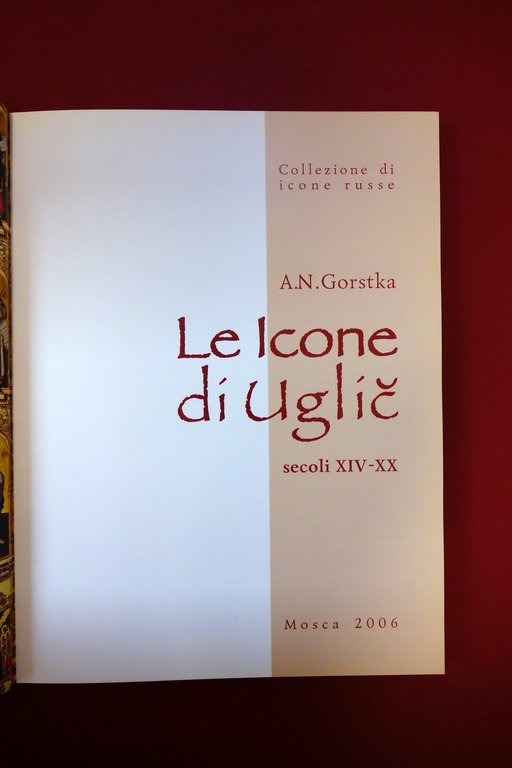 Collezione di
icone russe
A.N.Gorstka
Le Icone
di Uglič
secoli XIV-XX
Mosca 2006